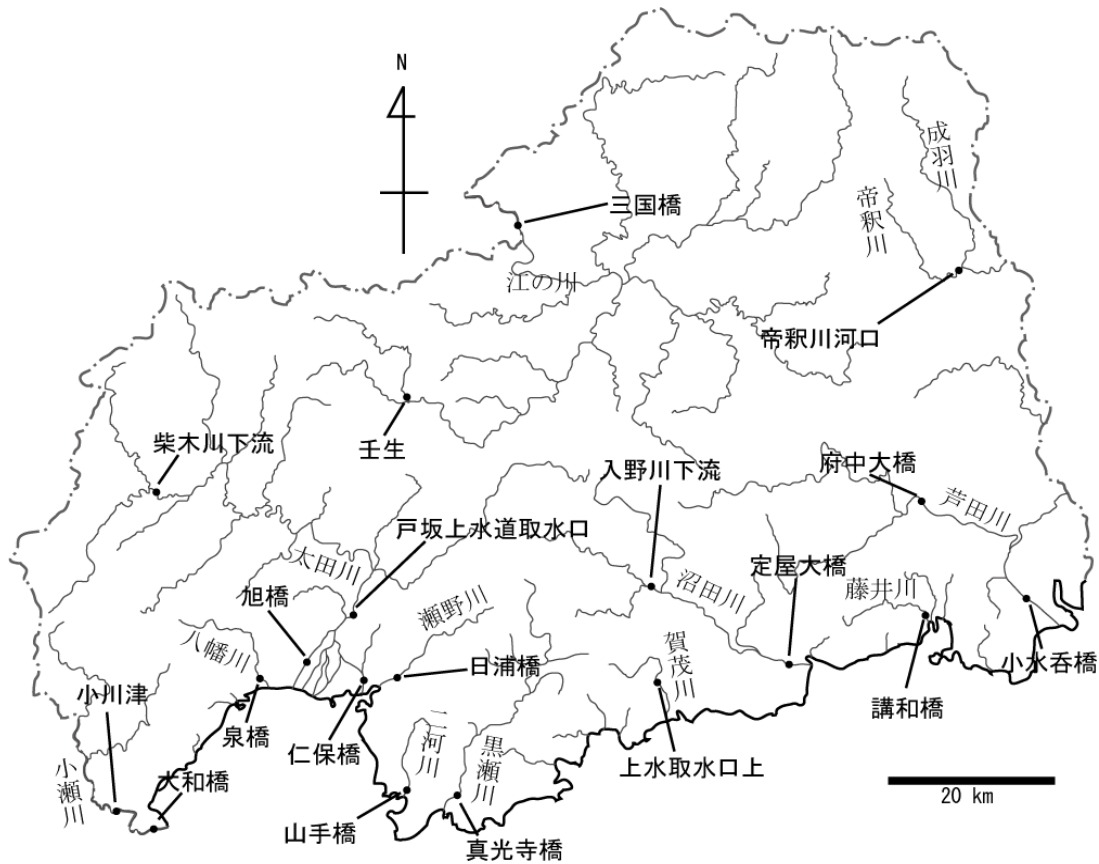 N
成羽川
三国橋
帝釈川
江の川
帝釈川河口
柴木川下流
壬生
入野川下流
府中大橋
芦田川
戸坂上水道取水口
太田川
定屋大橋
旭橋
瀬野川
沼田川
藤井川
八幡川
日浦橋
賀茂川
小水呑橋
小川津
泉橋
仁保橋
二河川
黒瀬川
講和橋
上水取水口上
小瀬川
大和橋
山手橋
真光寺橋
20 km